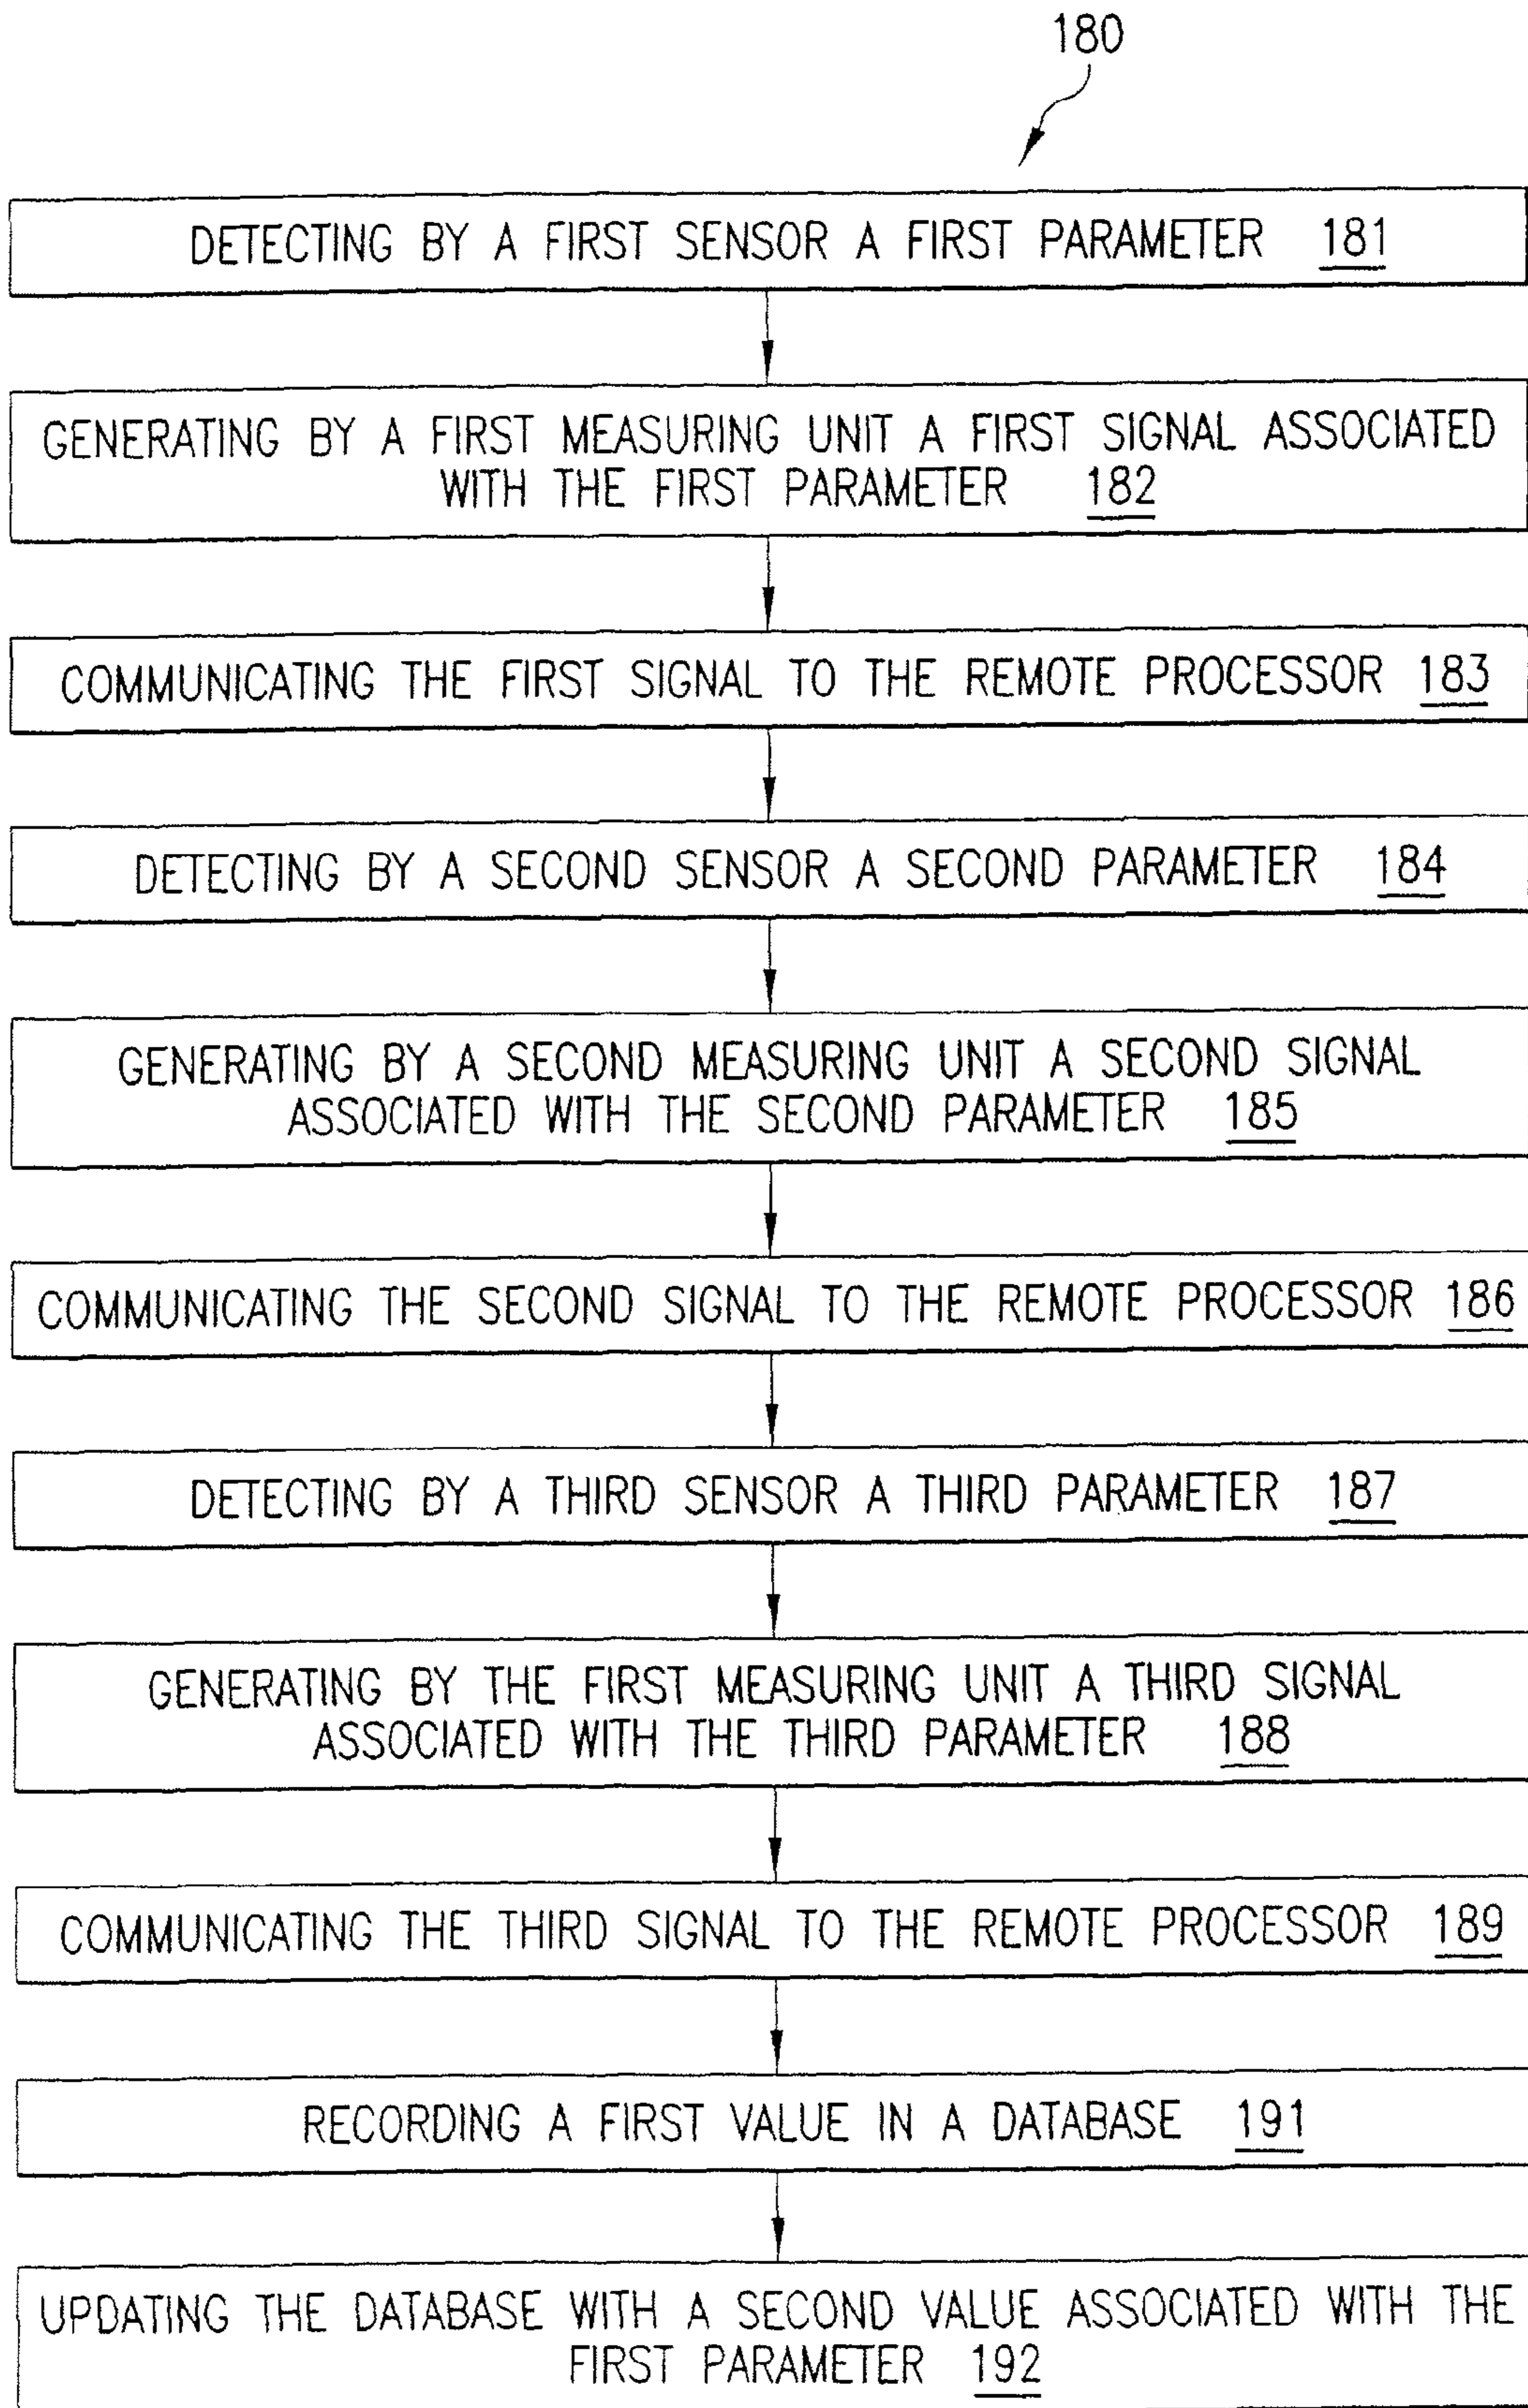 180
DETECTING BY A FIRST SENSOR A FIRST PARAMETER 181
GENERATING BY A FIRST MEASURING UNIT A FIRST SIGNAL ASSOCIATED
WITH THE FIRST PARAMETER 182
COMMUNICATING THE FIRST SIGNAL TO THE REMOTE PROCESSOR 183
DETECTING BY A SECOND SENSOR A SECOND PARAMETER 184
GENERATING BY A SECOND MEASURING UNIT A SECOND SIGNAL
ASSOCIATED WITH THE SECOND PARAMETER 185
COMMUNICATING THE SECOND SIGNAL TO THE REMOTE PROCESSOR 186
DETECTING BY A THIRD SENSOR A THIRD PARAMETER 187
GENERATING BY THE FIRST MEASURING UNIT A THIRD SIGNAL
ASSOCIATED WITH THE THIRD PARAMETER 188
COMMUNICATING THE THIRD SIGNAL TO THE REMOTE PROCESSOR 189
RECORDING A FIRST VALUE IN A DATABASE 191
UPDATING THE DATABASE WITH A SECOND VALUE ASSOCIATED WITH THE
FIRST PARAMETER 192